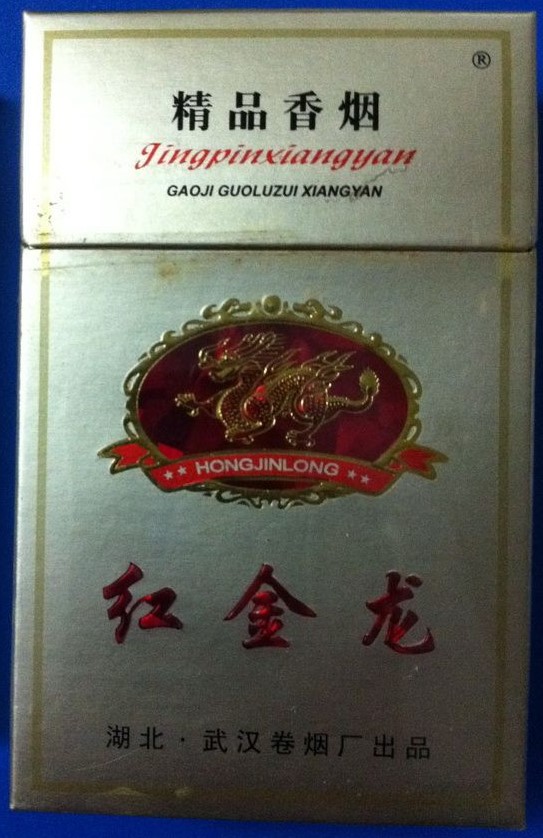 ®
精品香烟
Jingpinxiangyan
GAOJI GUOLUZUI XIANGYAN
HONGJINLONG
红金龙
湖北·武汉卷烟厂出品